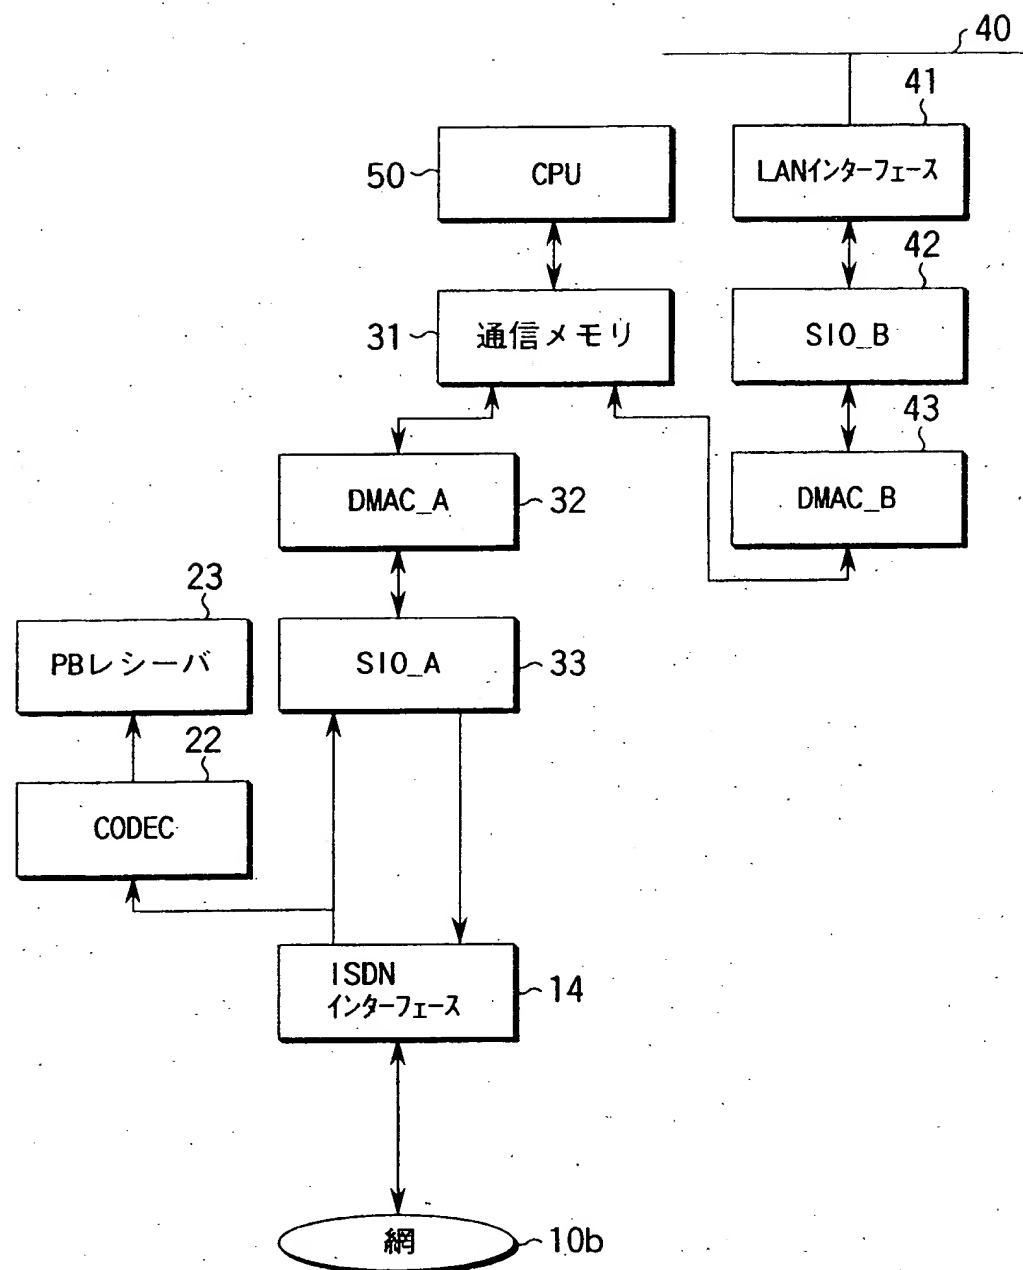 40
41
50
CPU
LANインターフェース
42
31
通信メモリ
SIO_B
43
DMAC_A
32
DMAC_B
23
PBレシーバ
SIO_A
33
22
CODEC
ISDN
インターフェース
14
網
10b